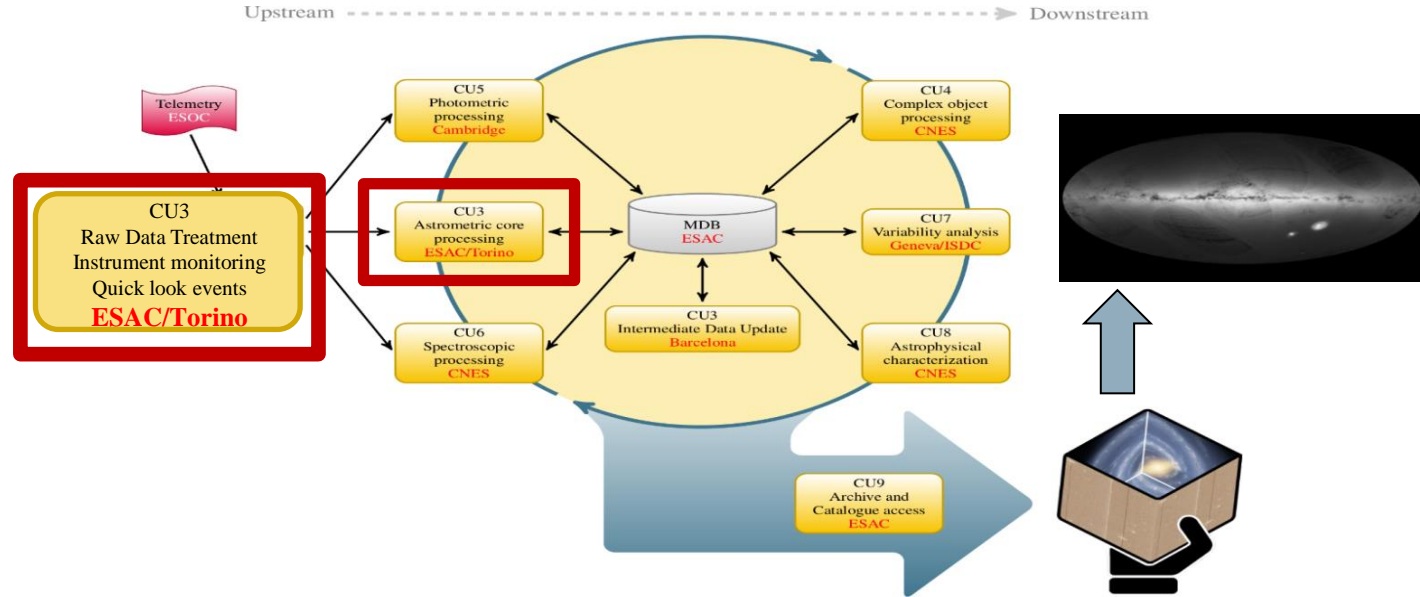 Upstream
Downstream
Telemetry
ESOC
CU3
Raw Data Treatment
Instrument monitoring
Quick look events
ESAC/Torino
CU5
Photometric
processing
Cambridge
CU3
Astrometric core
processing
ESAC/Torino
CU6
Spectroscopic
processing
CNES
MDB
ESAC
CU3
Intermediate Data Update
Barcelona
CU4
Complex object
processing
CNES
CU7
Variability analysis
Geneva/ISDC
CU8
Astrophysical
characterization
CNES
CU9
Archive and
Catalogue access
ESAC